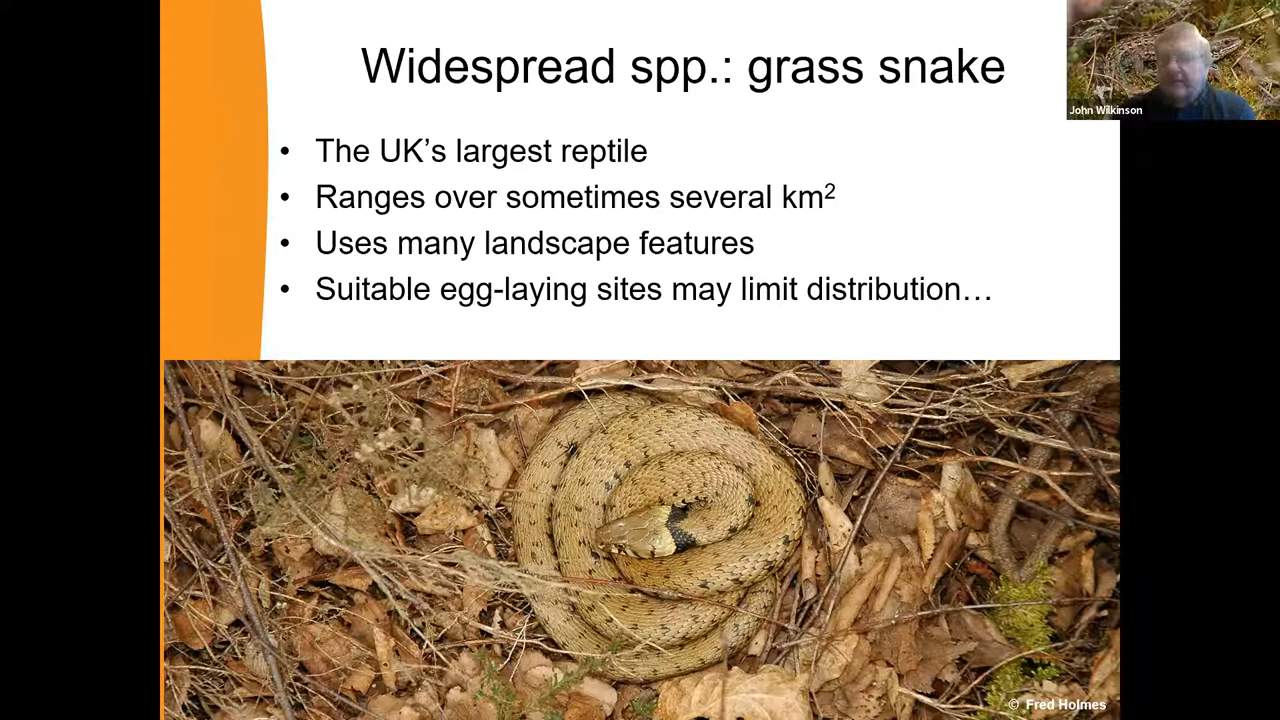 Widespread spp.: grass snake
John Wilkinson
• The UK’s largest reptile
• Ranges over sometimes several km²
• Uses many landscape features
• Suitable egg-laying sites may limit distribution…
© Fred Holmes